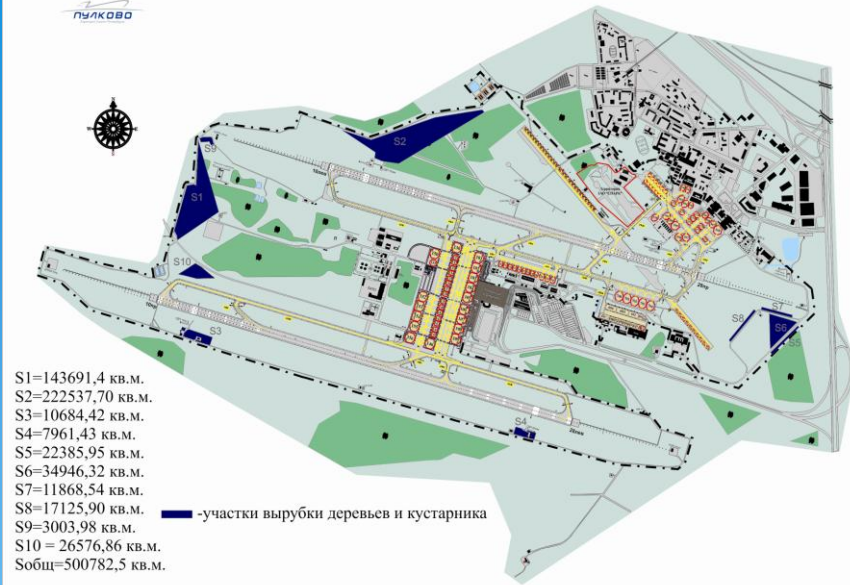 ПУЛКОВО
S9
S2
S1
S10
S3
S8
S7
S6
S5
S4
S1=143691,4 кв.м.
S2=222537,70 кв.м.
S3=10684,42 кв.м.
S4=7961,43 кв.м.
S5=22385,95 кв.м.
S6=34946,32 кв.м.
S7=11868,54 кв.м.
S8=17125,90 кв.м.
S9=3003,98 кв.м.
S10 = 26576,86 кв.м.
Sобщ=500782,5 кв.м.
-участки вырубки деревьев и кустарника